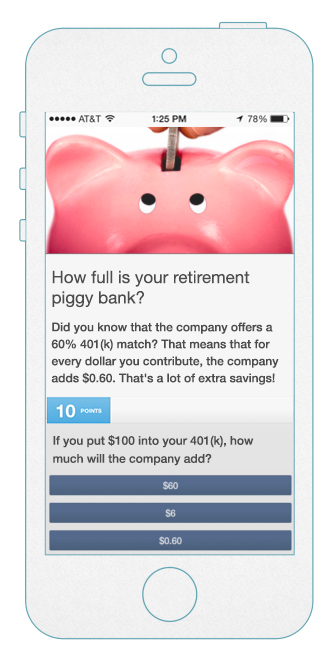 AT&T 1:25 PM 78%
How full is your retirement
piggy bank?
Did you know that the company offers a
60% 401(k) match? That means that for
every dollar you contribute, the company
adds $0.60. That's a lot of extra savings!
10 POINTS
If you put $100 into your 401(k), how
much will the company add?
$60
$6
$0.60